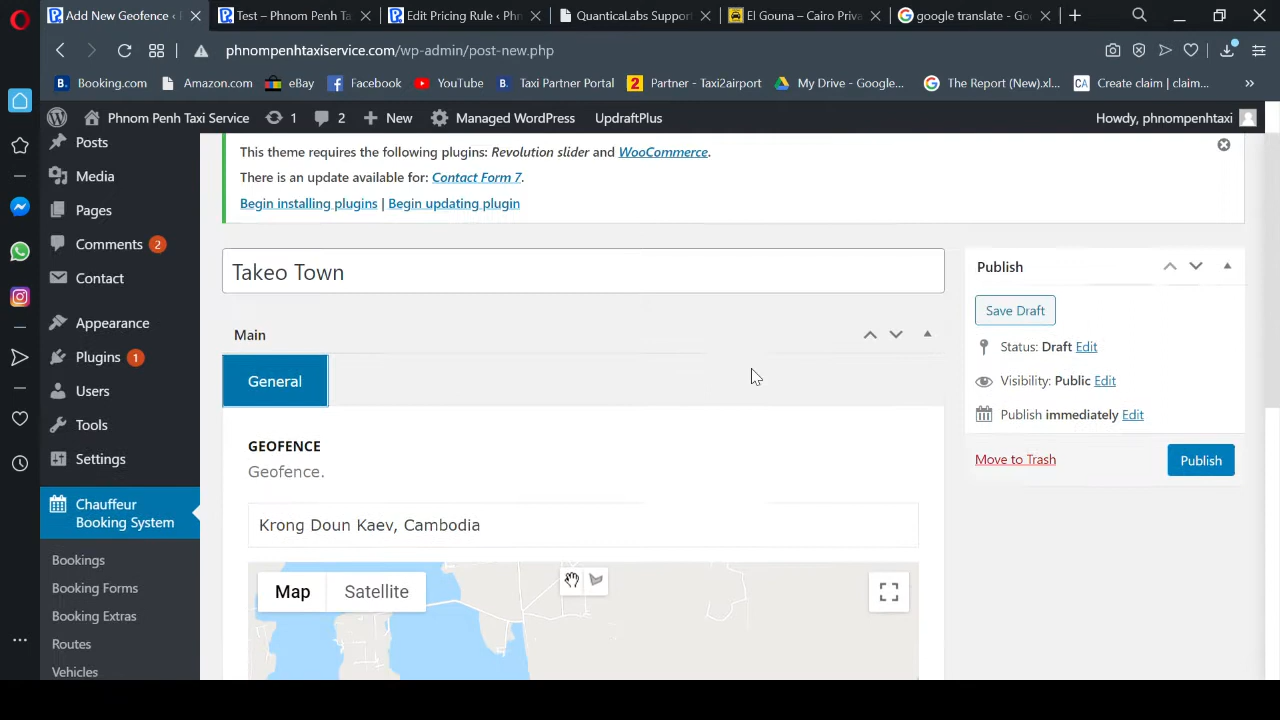 Add New Geofence ‹
Test – Phnom Penh Ta
Edit Pricing Rule ‹ Phn
QuanticaLabs Support
El Gouna – Cairo Priva
google translate - Go
phnompenhtaxiservice.com/wp-admin/post-new.php
Booking.com
Amazon.com
eBay
Facebook
YouTube
Taxi Partner Portal
Partner - Taxi2airport
My Drive - Google...
The Report (New).xl...
Create claim | claim...
Phnom Penh Taxi Service
1
2
New
Managed WordPress
UpdraftPlus
Howdy, phnompenhtaxi
Posts
Media
Pages
Comments 2
Contact
Appearance
Plugins 1
Users
Tools
Settings
Chauffeur
Booking System
Bookings
Booking Forms
Booking Extras
Routes
Vehicles
This theme requires the following plugins: Revolution slider and WooCommerce.
There is an update available for: Contact Form 7.
Begin installing plugins | Begin updating plugin
Takeo Town
Main
General
GEOFENCE
Geofence.
Krong Doun Kaev, Cambodia
Map
Satellite
Publish
Save Draft
Status: Draft Edit
Visibility: Public Edit
Publish immediately Edit
Move to Trash
Publish